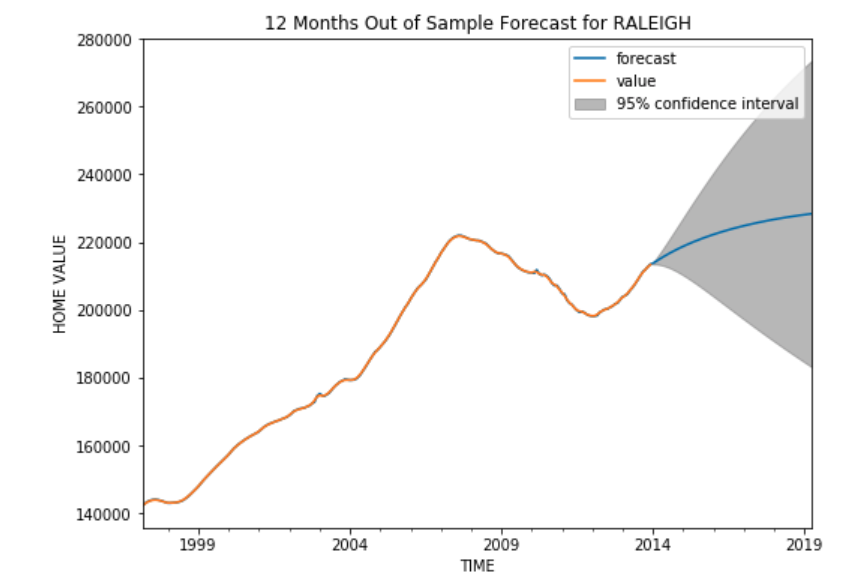 12 Months Out of Sample Forecast for RALEIGH
280000
260000
240000
220000
200000
180000
160000
140000
HOME VALUE
forecast
value
95% confidence interval
1999 2004 2009 2014 2019
TIME